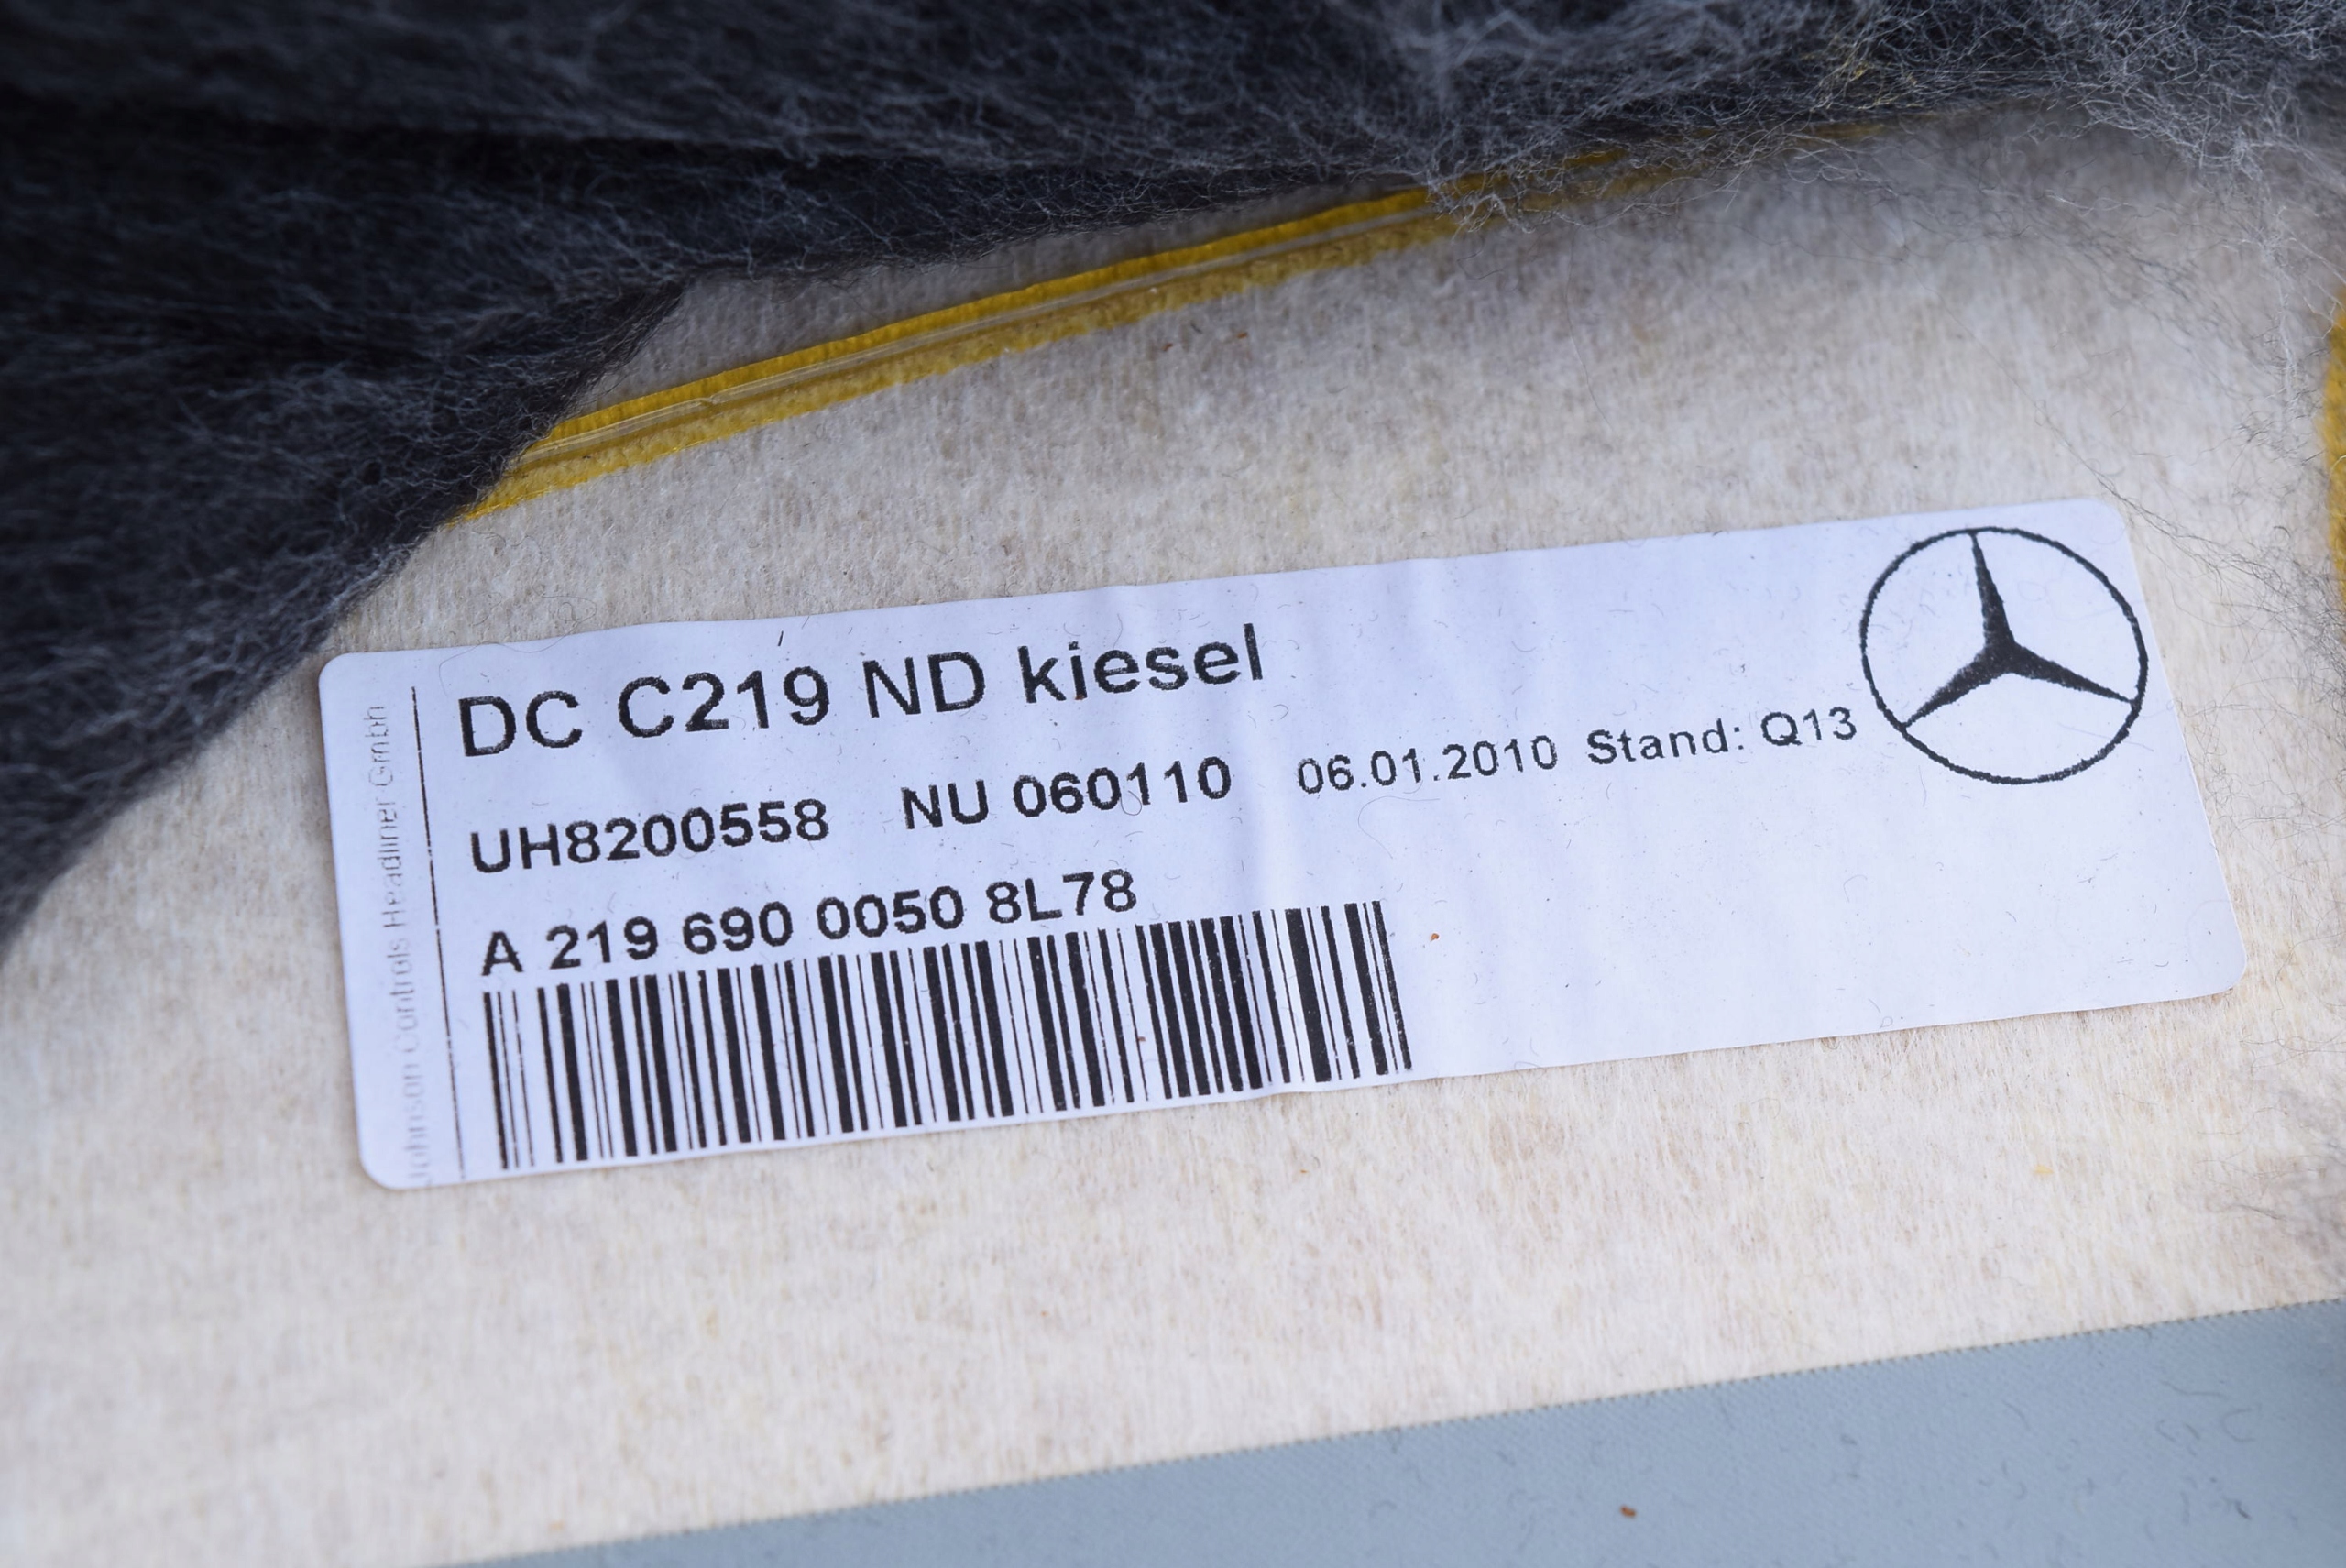 DC C219 ND kiesel
UH8200558 NU 060110 06.01.2010 Stand: Q13
A 219 690 0050 8L78
Johnson Controls Headliner Gmbh